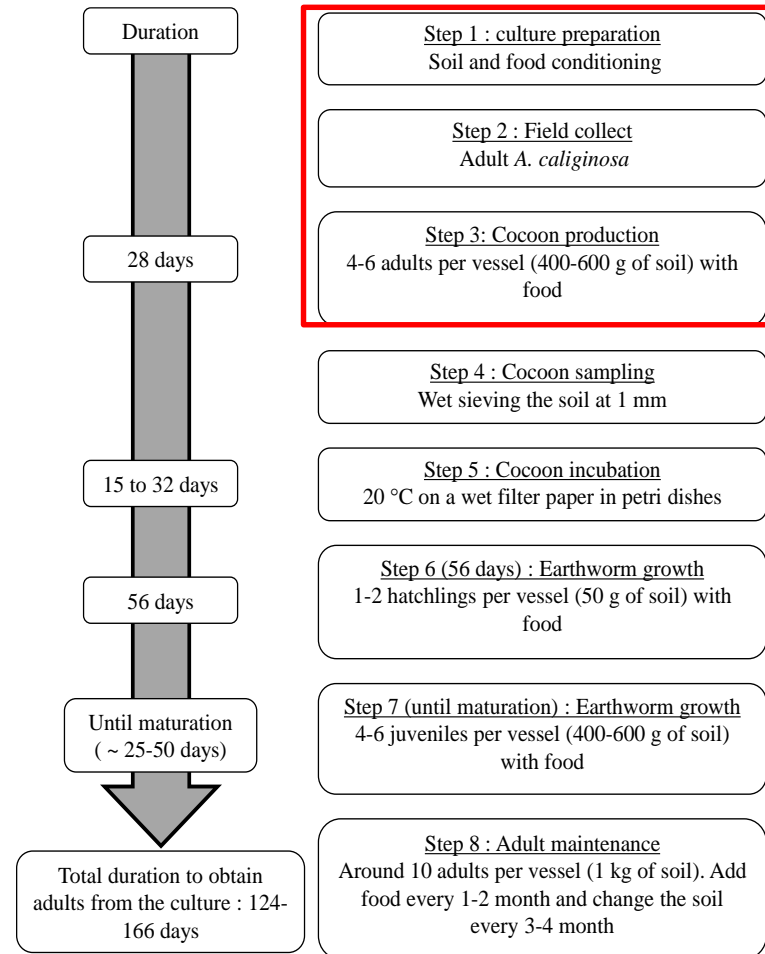 Duration
Step 1 : culture preparation
Soil and food conditioning
Step 2 : Field collect
Adult A. caliginosa
28 days
Step 3: Cocoon production
4-6 adults per vessel (400-600 g of soil) with
food
Step 4 : Cocoon sampling
Wet sieving the soil at 1 mm
15 to 32 days
Step 5 : Cocoon incubation
20 °C on a wet filter paper in petri dishes
56 days
Step 6 (56 days) : Earthworm growth
1-2 hatchlings per vessel (50 g of soil) with
food
Until maturation
( ~ 25-50 days)
Step 7 (until maturation) : Earthworm growth
4-6 juveniles per vessel (400-600 g of soil)
with food
Total duration to obtain
adults from the culture : 124-
166 days
Step 8 : Adult maintenance
Around 10 adults per vessel (1 kg of soil). Add
food every 1-2 month and change the soil
every 3-4 month